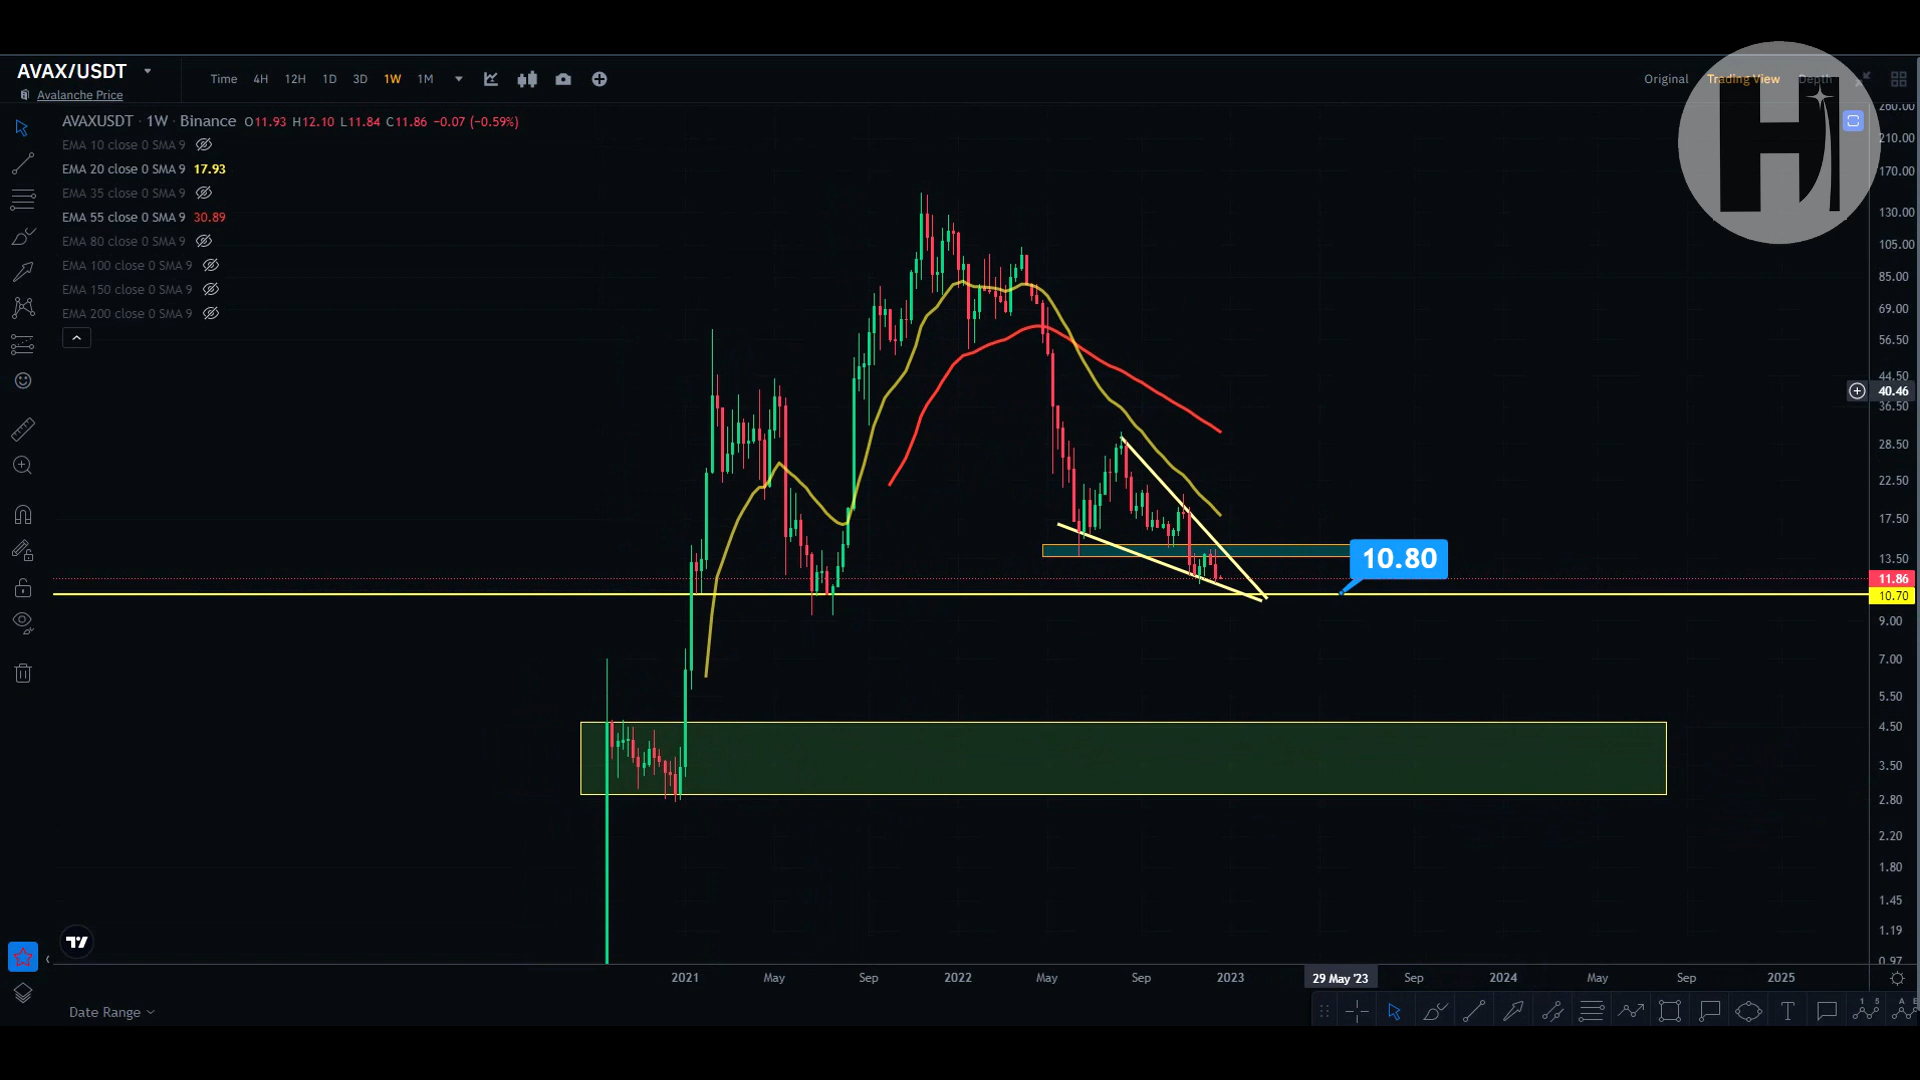 AVAX/USDT
Avalanche Price
Time 4H 12H 1D 3D 1W 1M
Original Trading View Depth
AVAXUSDT · 1W · Binance O11.93 H12.10 L11.84 C11.86 −0.07 (−0.59%)
EMA 10 close 0 SMA 9
EMA 20 close 0 SMA 9 17.93
EMA 35 close 0 SMA 9
EMA 55 close 0 SMA 9 30.89
EMA 80 close 0 SMA 9
EMA 100 close 0 SMA 9
EMA 150 close 0 SMA 9
EMA 200 close 0 SMA 9
H
260.00
210.00
170.00
130.00
105.00
85.00
69.00
56.50
44.50
40.46
36.50
28.50
22.50
17.50
13.50
10.80
11.86
10.70
9.00
7.00
5.50
4.50
3.50
2.80
2.20
1.80
1.45
1.19
0.97
2021 May Sep 2022 May Sep 2023 29 May '23 Sep 2024 May Sep 2025
Date Range